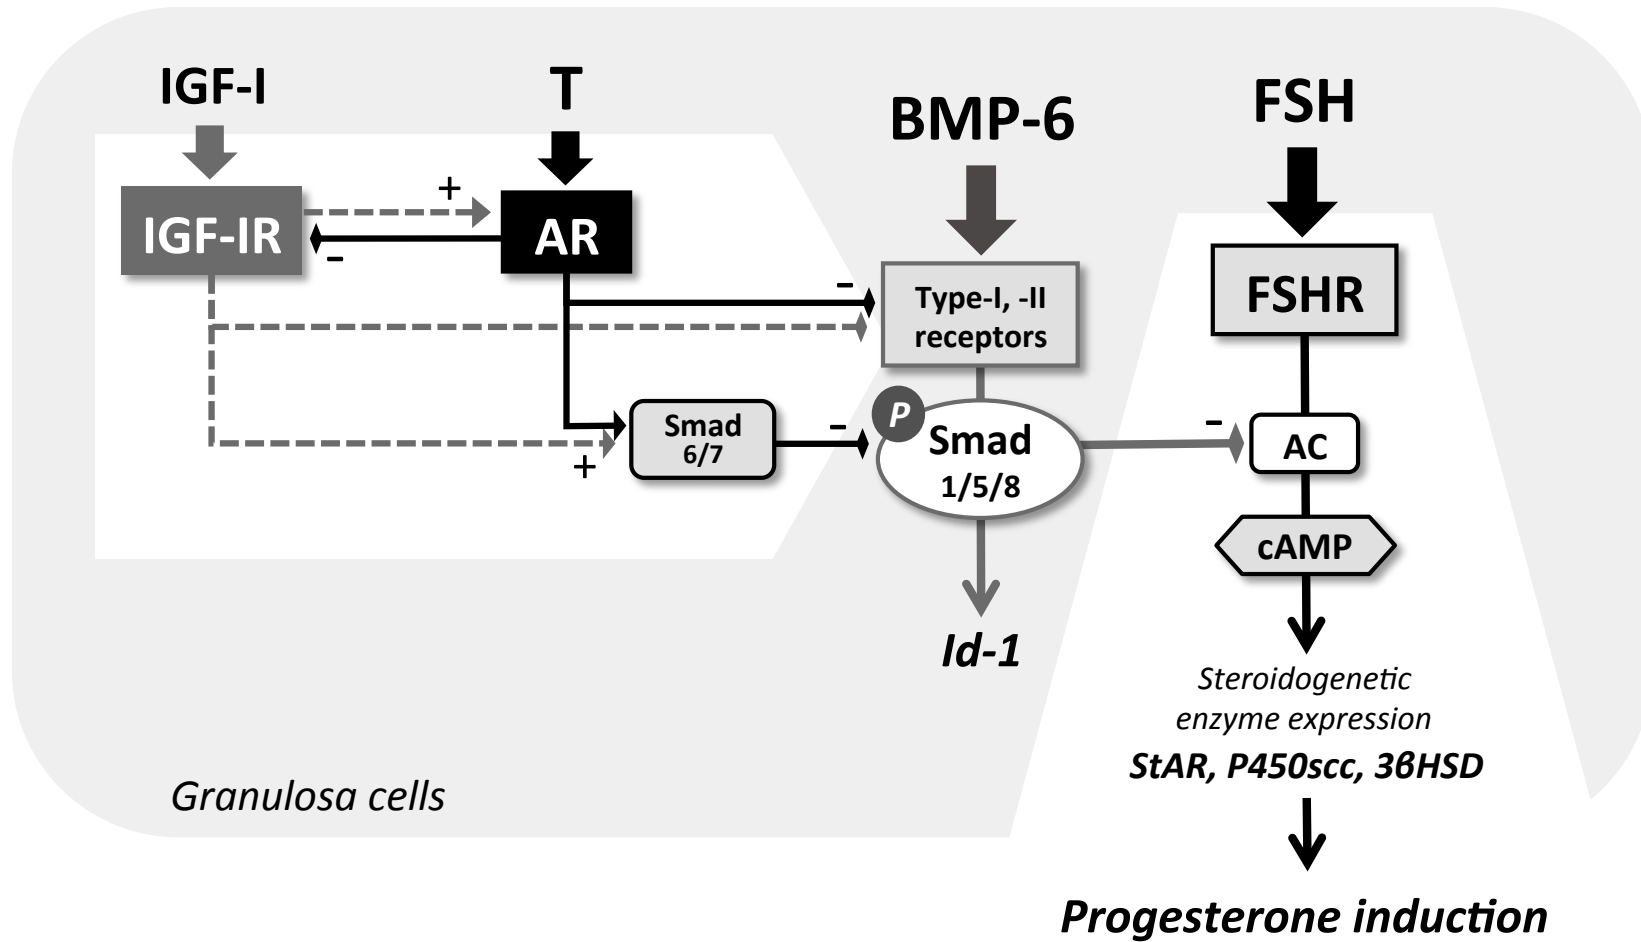 IGF-I
T
BMP-6
FSH
IGF-IR
+
-
AR
-
Type-I, -II
receptors
FSHR
Smad
6/7
+
-
P
Smad
1/5/8
-
AC
cAMP
Id-1
Steroidogenetic
enzyme expression
StAR, P450scc, 3βHSD
Granulosa cells
Progesterone induction